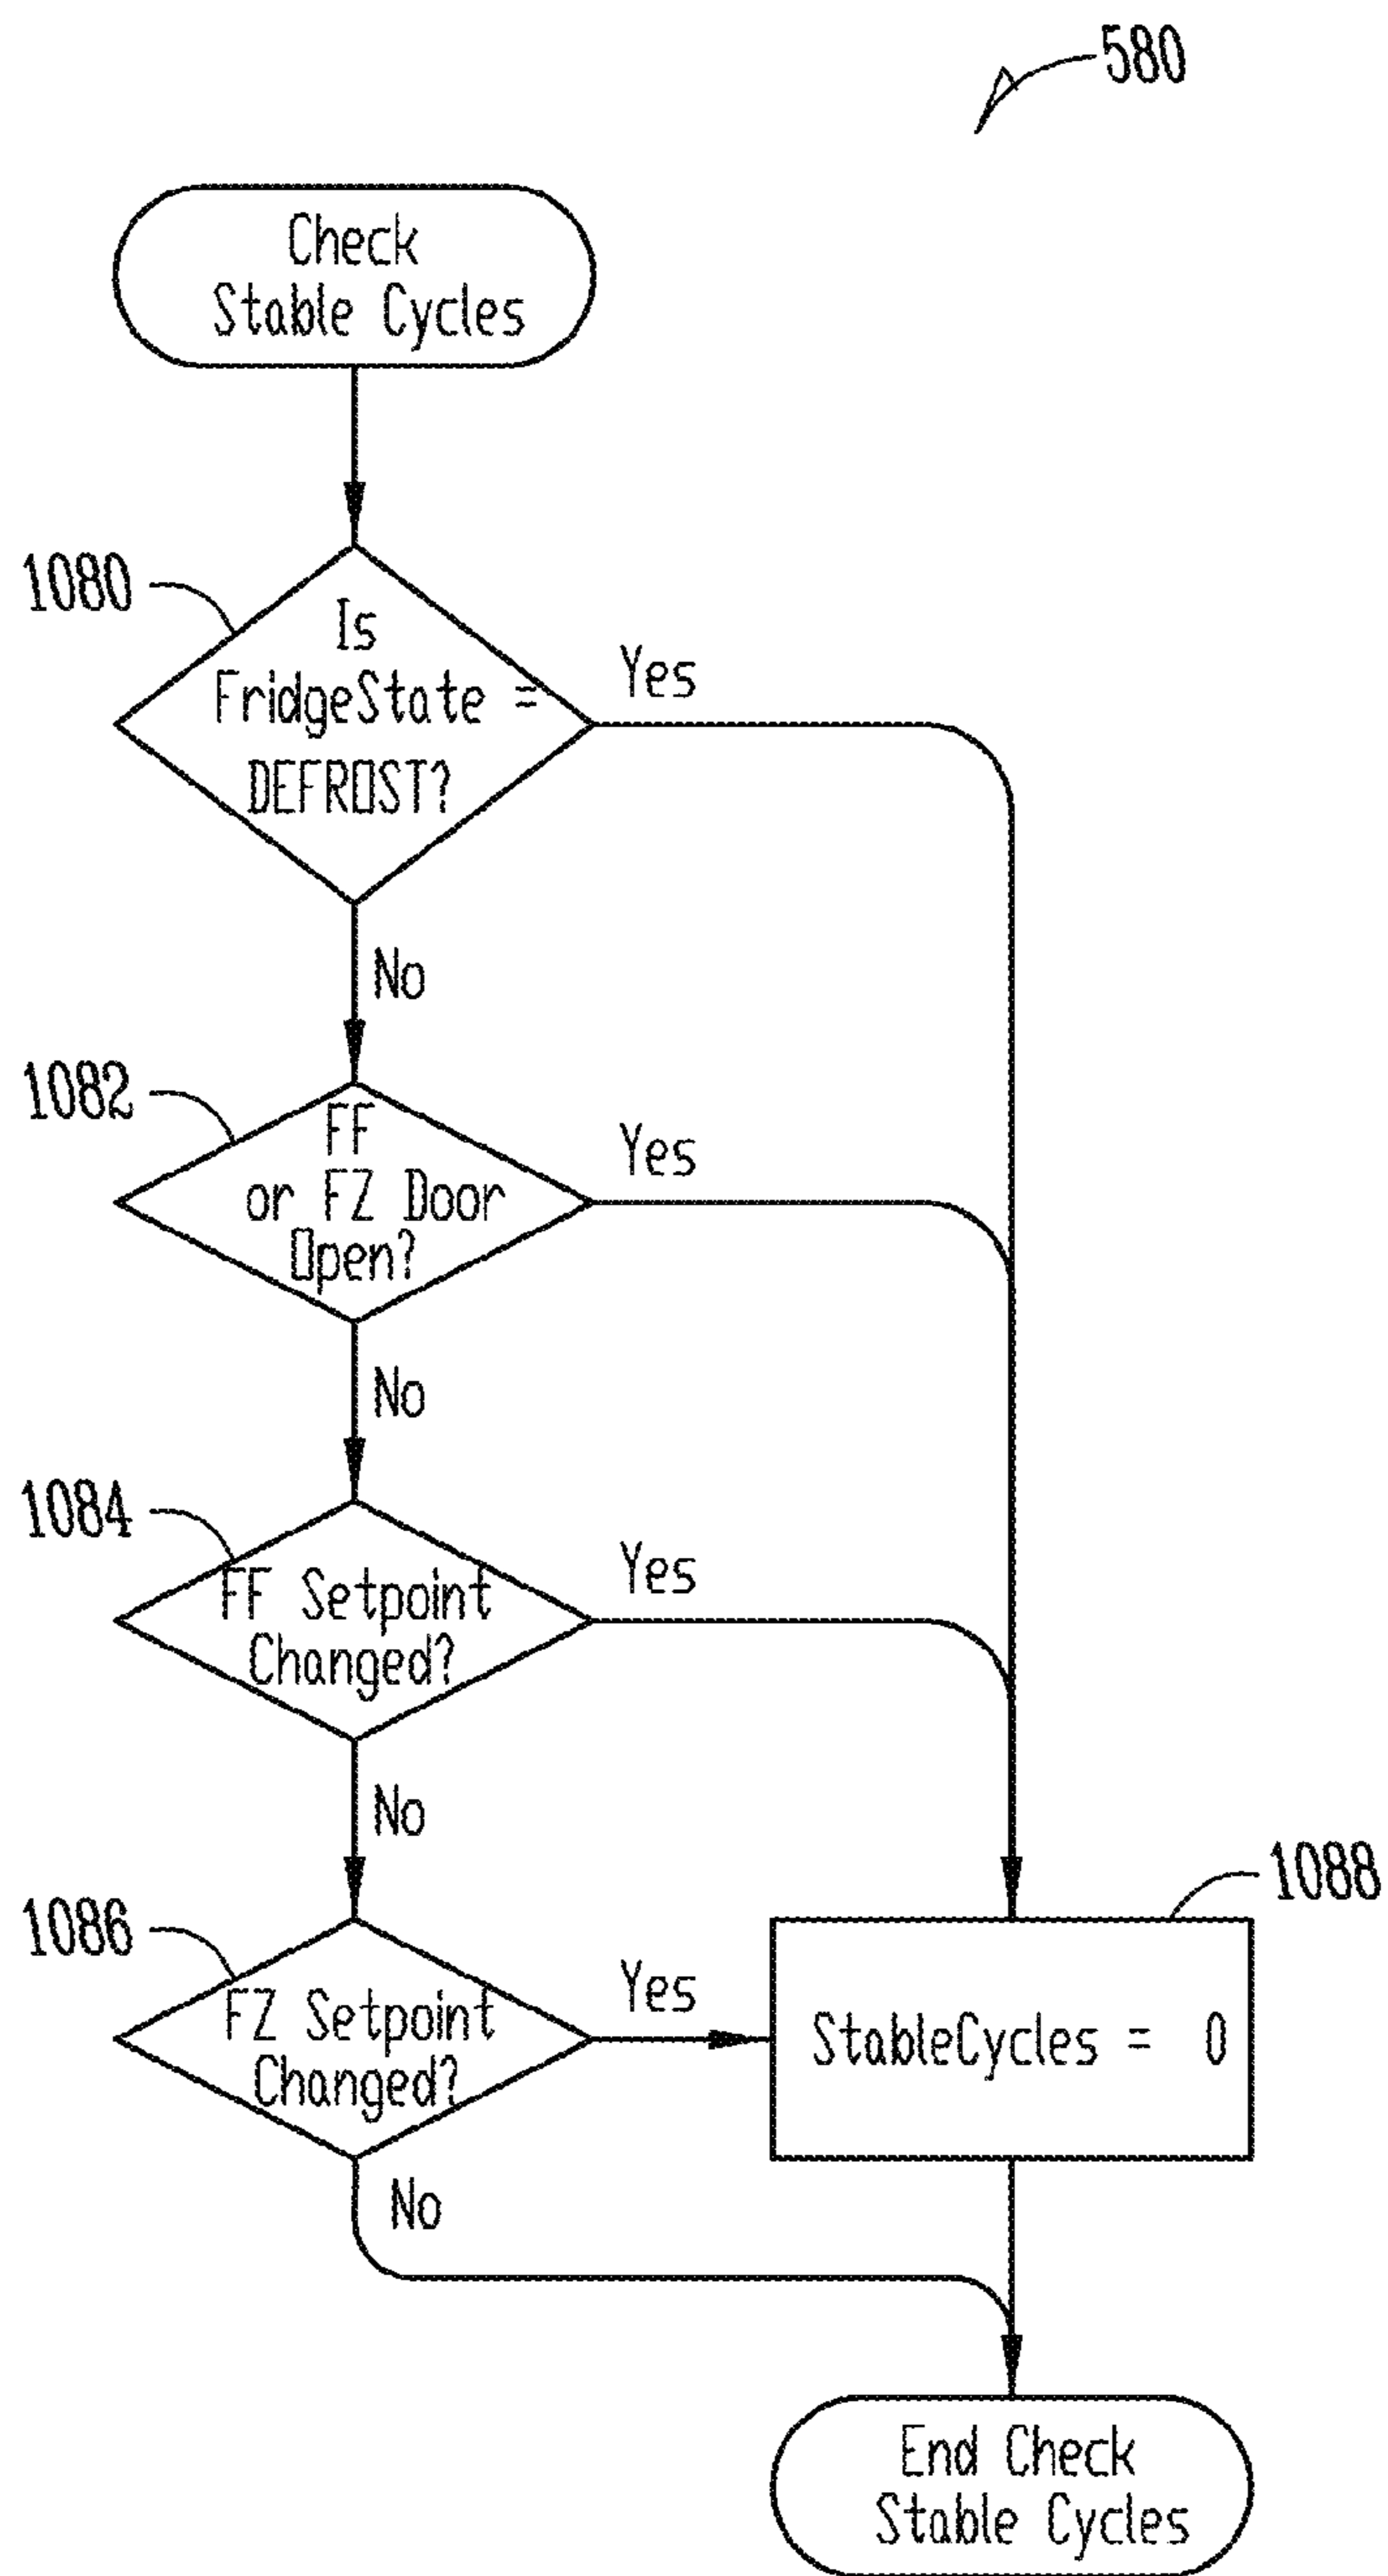 580
Check
Stable Cycles
1080
Is
FridgeState =
DEFROST?
Yes
No
1082
FF
or FZ Door
Open?
Yes
No
1084
FF Setpoint
Changed?
Yes
No
1086
FZ Setpoint
Changed?
Yes
1088
StableCycles = 0
No
End Check
Stable Cycles